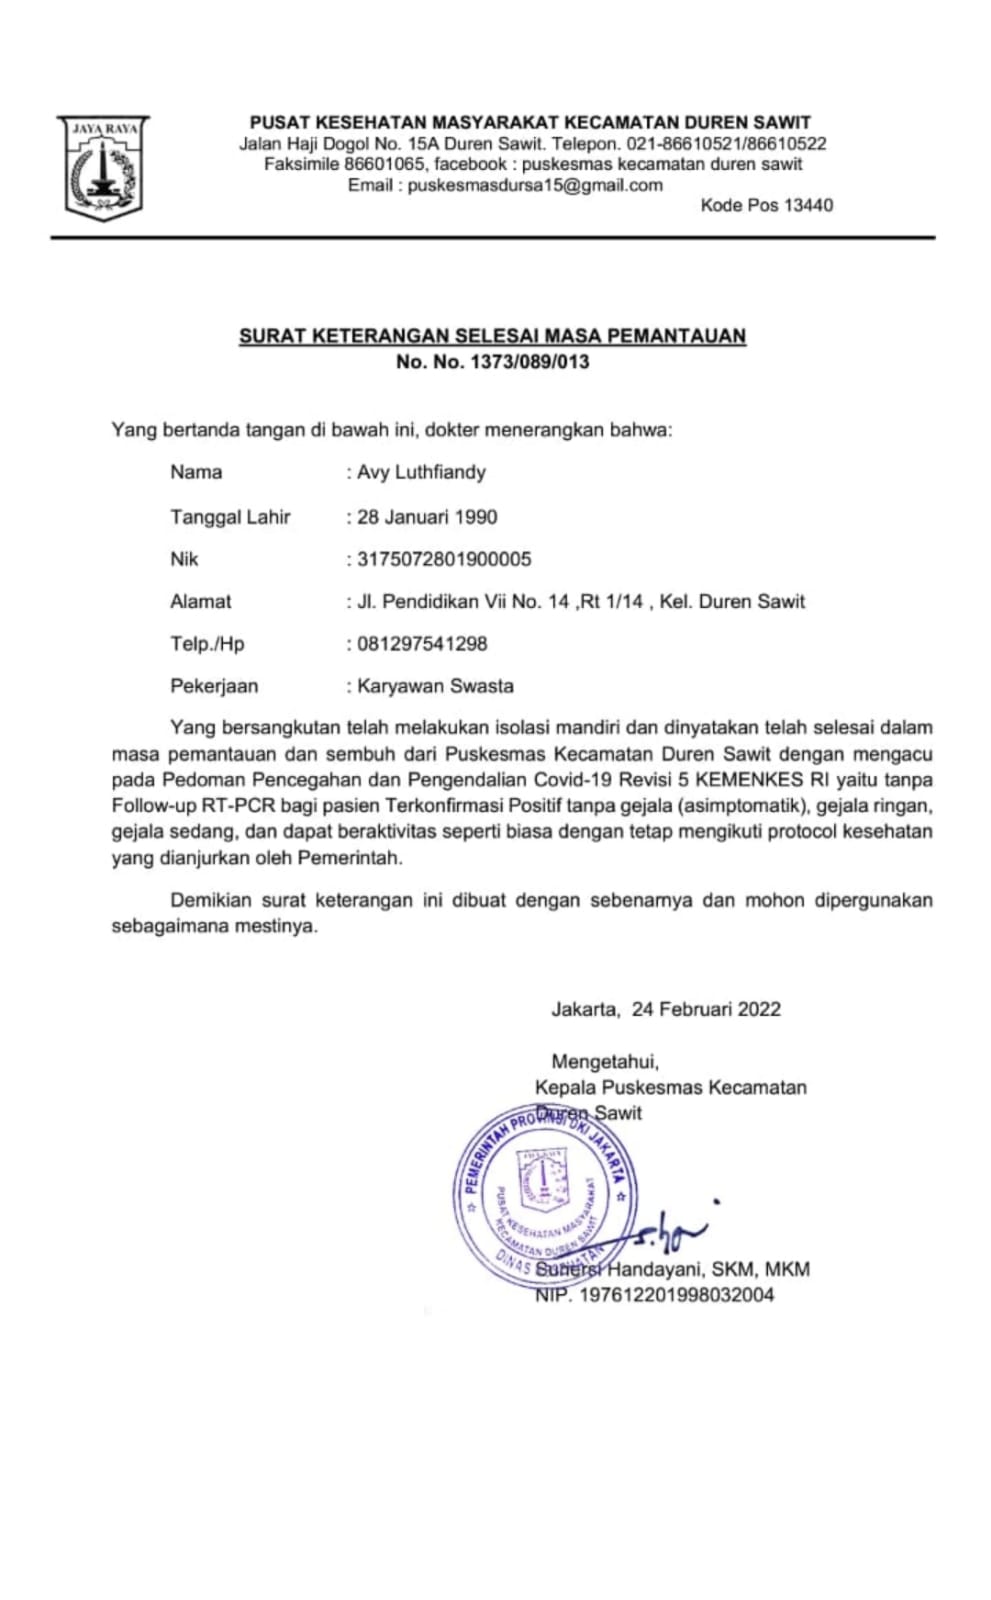 JAYA RAYA
PUSAT KESEHATAN MASYARAKAT KECAMATAN DUREN SAWIT
Jalan Haji Dogol No. 15A Duren Sawit. Telepon. 021-86610521/86610522
Faksimile 86601065, facebook : puskesmas kecamatan duren sawit
Email : puskesmasdursa15@gmail.com
Kode Pos 13440
SURAT KETERANGAN SELESAI MASA PEMANTAUAN
No. No. 1373/089/013
Yang bertanda tangan di bawah ini, dokter menerangkan bahwa:
Nama : Avy Luthfiandy
Tanggal Lahir : 28 Januari 1990
Nik : 3175072801900005
Alamat : Jl. Pendidikan Vii No. 14 ,Rt 1/14 , Kel. Duren Sawit
Telp./Hp : 081297541298
Pekerjaan : Karyawan Swasta
Yang bersangkutan telah melakukan isolasi mandiri dan dinyatakan telah selesai dalam
masa pemantauan dan sembuh dari Puskesmas Kecamatan Duren Sawit dengan mengacu
pada Pedoman Pencegahan dan Pengendalian Covid-19 Revisi 5 KEMENKES RI yaitu tanpa
Follow-up RT-PCR bagi pasien Terkonfirmasi Positif tanpa gejala (asimptomatik), gejala ringan,
gejala sedang, dan dapat beraktivitas seperti biasa dengan tetap mengikuti protocol kesehatan
yang dianjurkan oleh Pemerintah.
Demikian surat keterangan ini dibuat dengan sebenarnya dan mohon dipergunakan
sebagaimana mestinya.
Jakarta, 24 Februari 2022
Mengetahui,
Kepala Puskesmas Kecamatan
Duren Sawit
PEMERINTAH PROVINSI DKI JAKARTA
PUSAT KESEHATAN MASYARAKAT
KECAMATAN DUREN SAWIT
DINAS KESEHATAN
Handayani, SKM, MKM
NIP. 197612201998032004